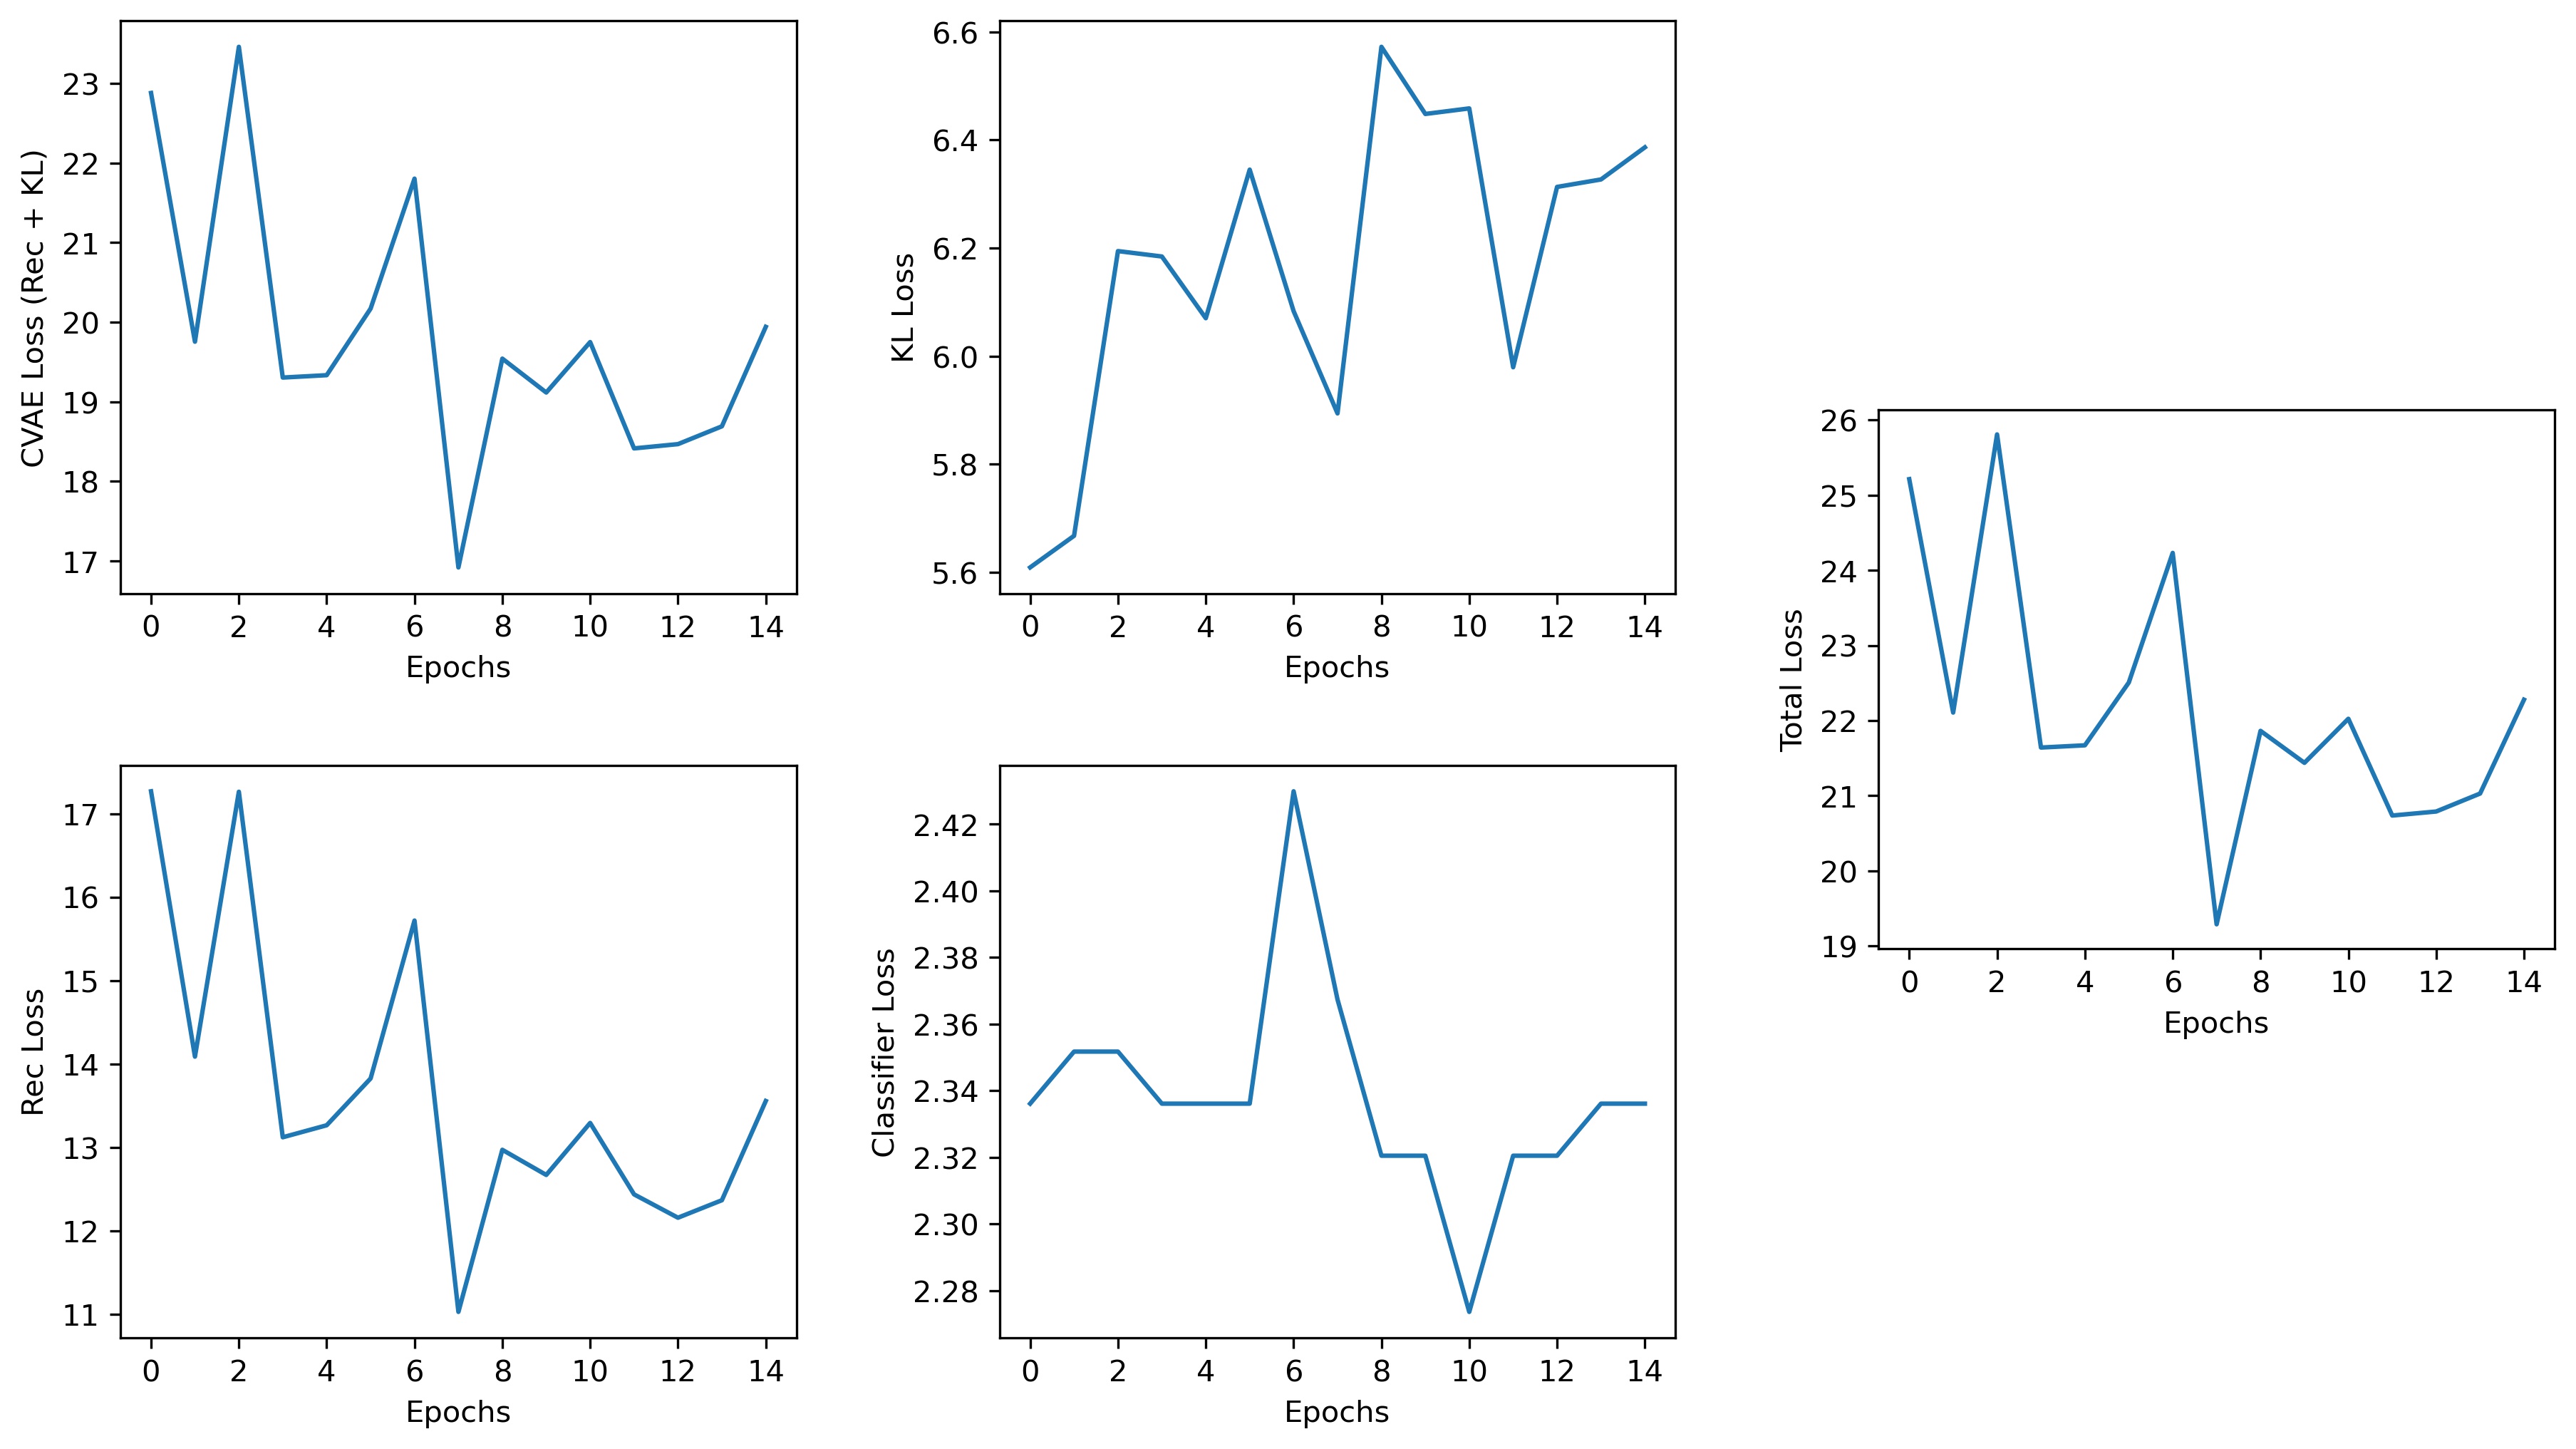 CVAE Loss (Rec + KL)
23
22
21
20
19
18
17
0 2 4 6 8 10 12 14
Epochs
KL Loss
6.6
6.4
6.2
6.0
5.8
5.6
0 2 4 6 8 10 12 14
Epochs
Rec Loss
17
16
15
14
13
12
11
0 2 4 6 8 10 12 14
Epochs
Classifier Loss
2.42
2.40
2.38
2.36
2.34
2.32
2.30
2.28
0 2 4 6 8 10 12 14
Epochs
Total Loss
26
25
24
23
22
21
20
19
0 2 4 6 8 10 12 14
Epochs